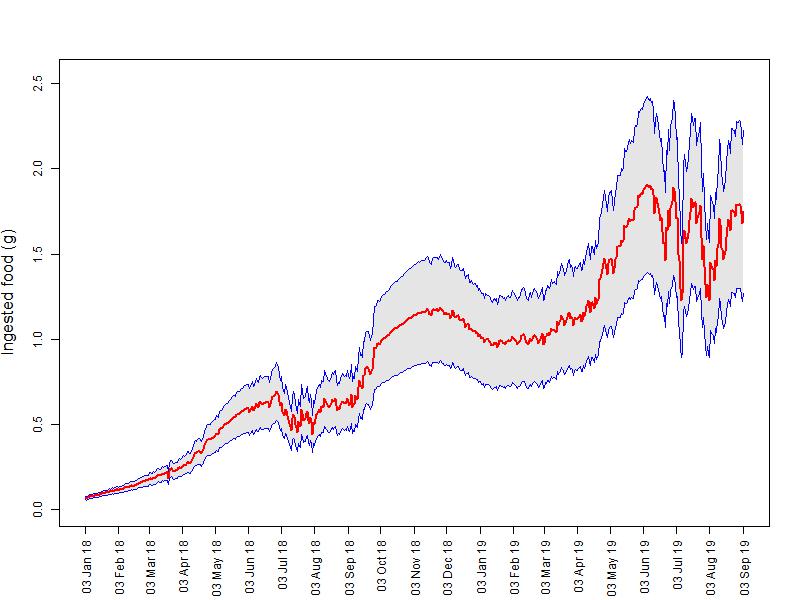 Ingested food (g)
2.5
2.0
1.5
1.0
0.5
0.0
03 Jan 18
03 Feb 18
03 Mar 18
03 Apr 18
03 May 18
03 Jun 18
03 Jul 18
03 Aug 18
03 Sep 18
03 Oct 18
03 Nov 18
03 Dec 18
03 Jan 19
03 Feb 19
03 Mar 19
03 Apr 19
03 May 19
03 Jun 19
03 Jul 19
03 Aug 19
03 Sep 19